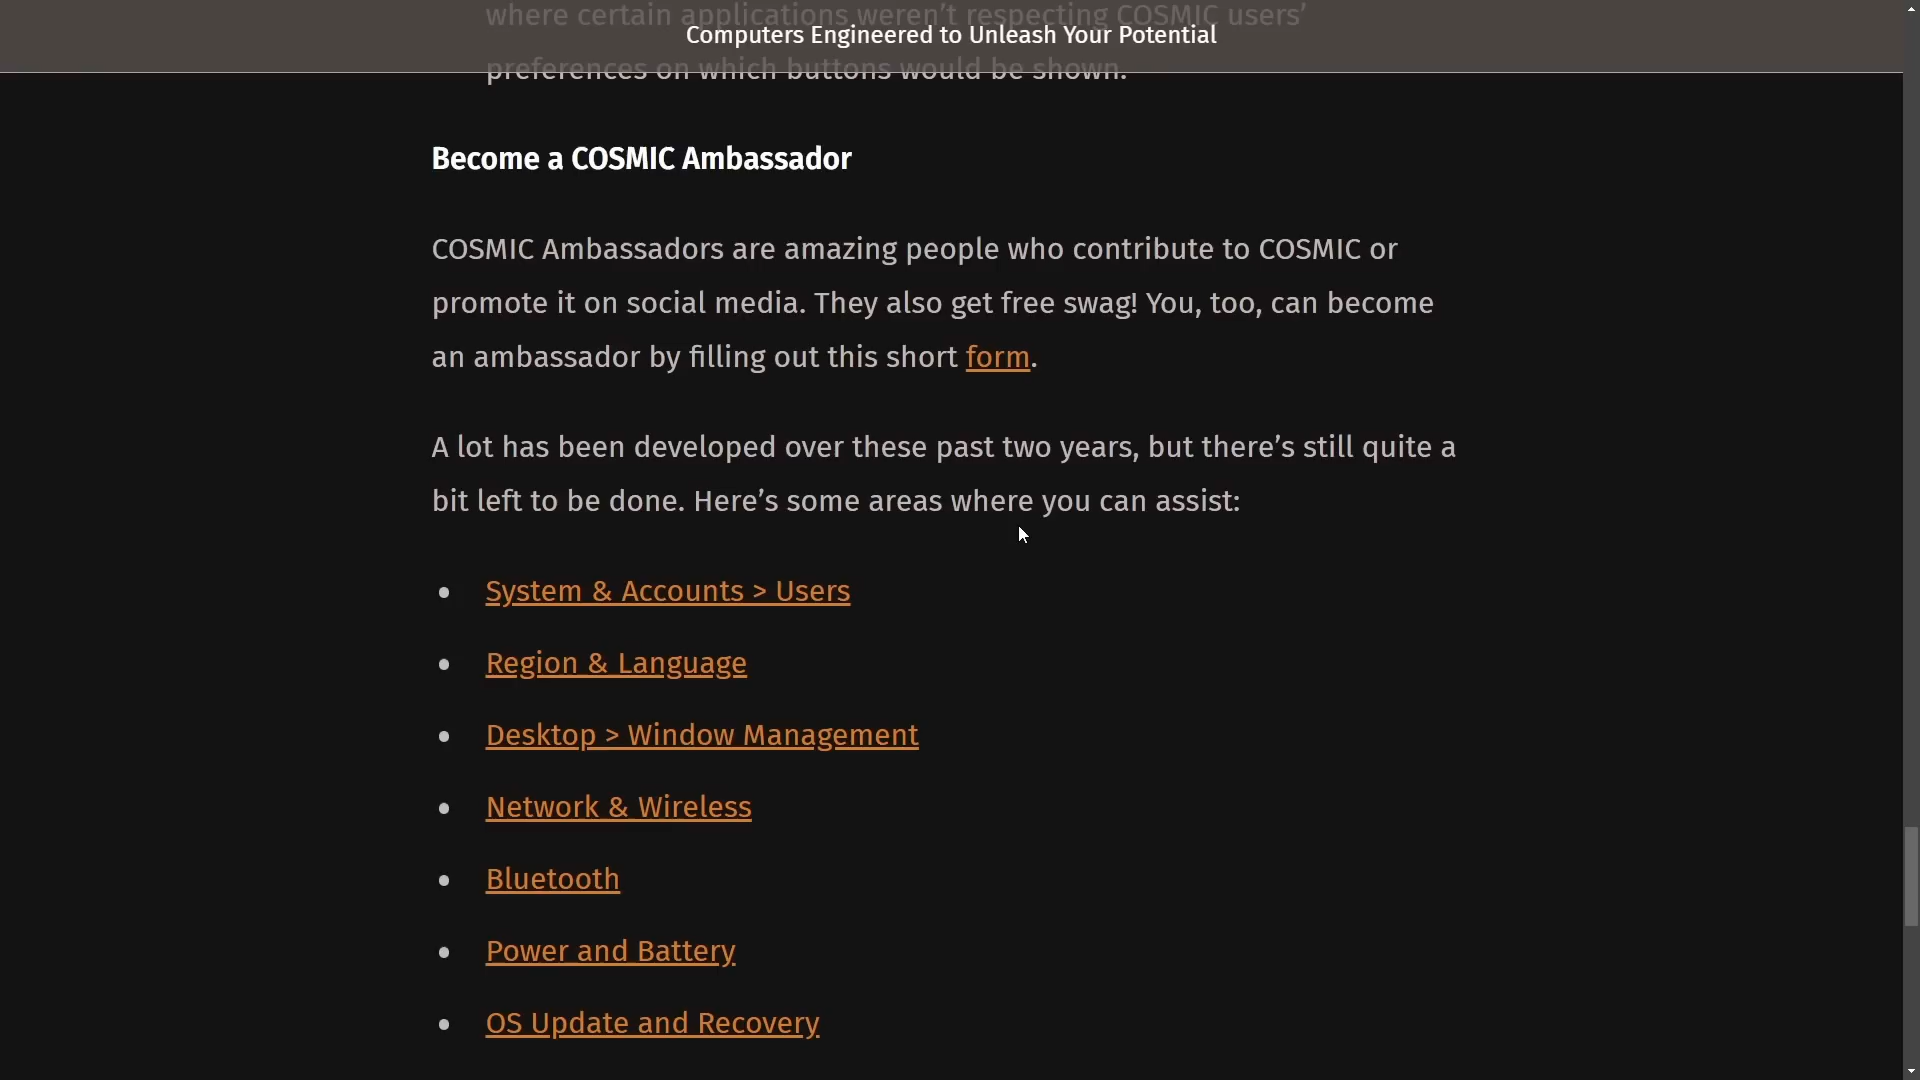 where certain applications weren’t respecting COSMIC users’
Computers Engineered to Unleash Your Potential
preferences on which buttons would be shown.
Become a COSMIC Ambassador
COSMIC Ambassadors are amazing people who contribute to COSMIC or
promote it on social media. They also get free swag! You, too, can become
an ambassador by filling out this short form.
A lot has been developed over these past two years, but there’s still quite a
bit left to be done. Here’s some areas where you can assist:
• System & Accounts > Users
• Region & Language
• Desktop > Window Management
• Network & Wireless
• Bluetooth
• Power and Battery
• OS Update and Recovery